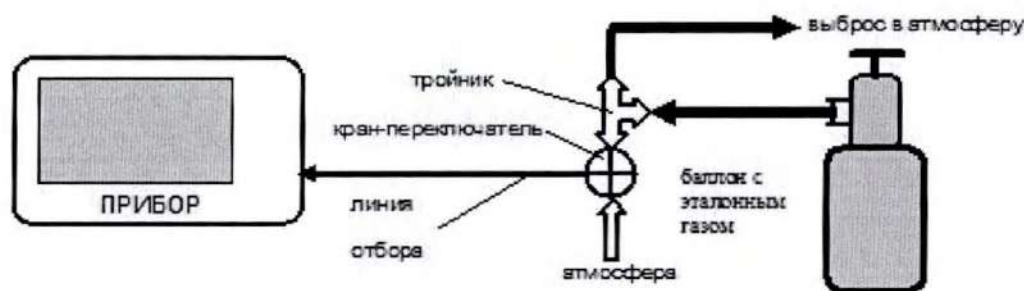 выброс в атмосферу
тройник
кран-переключатель
ПРИБОР
линия
отбора
баллон с
эталонным
газом
атмосфера